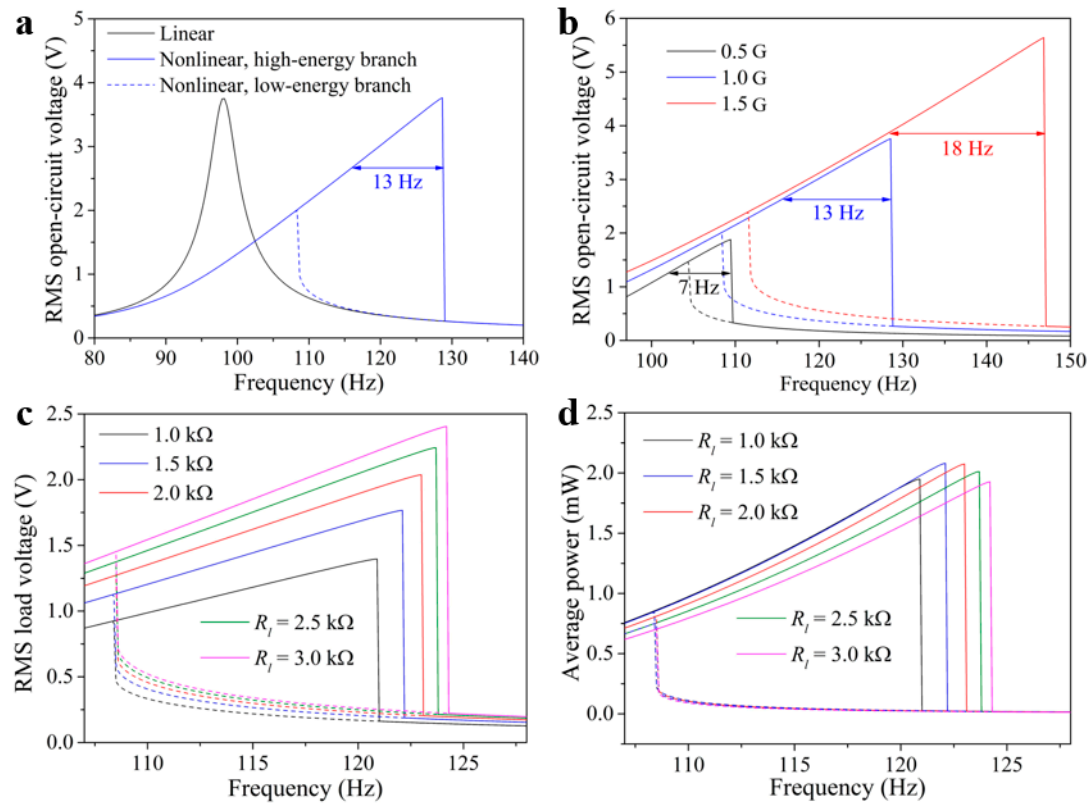 a
Linear
Nonlinear, high-energy branch
Nonlinear, low-energy branch
13 Hz
RMS open-circuit voltage (V)
0
1
2
3
4
5
80
90
100
110
120
130
140
Frequency (Hz)
b
0.5 G
1.0 G
1.5 G
18 Hz
13 Hz
7 Hz
RMS open-circuit voltage (V)
0
1
2
3
4
5
6
100
110
120
130
140
150
Frequency (Hz)
c
1.0 kΩ
1.5 kΩ
2.0 kΩ
R_l = 2.5 kΩ
R_l = 3.0 kΩ
RMS load voltage (V)
0.0
0.5
1.0
1.5
2.0
2.5
110
115
120
125
Frequency (Hz)
d
R_l = 1.0 kΩ
R_l = 1.5 kΩ
R_l = 2.0 kΩ
R_l = 2.5 kΩ
R_l = 3.0 kΩ
Average power (mW)
0.0
0.5
1.0
1.5
2.0
2.5
110
115
120
125
Frequency (Hz)